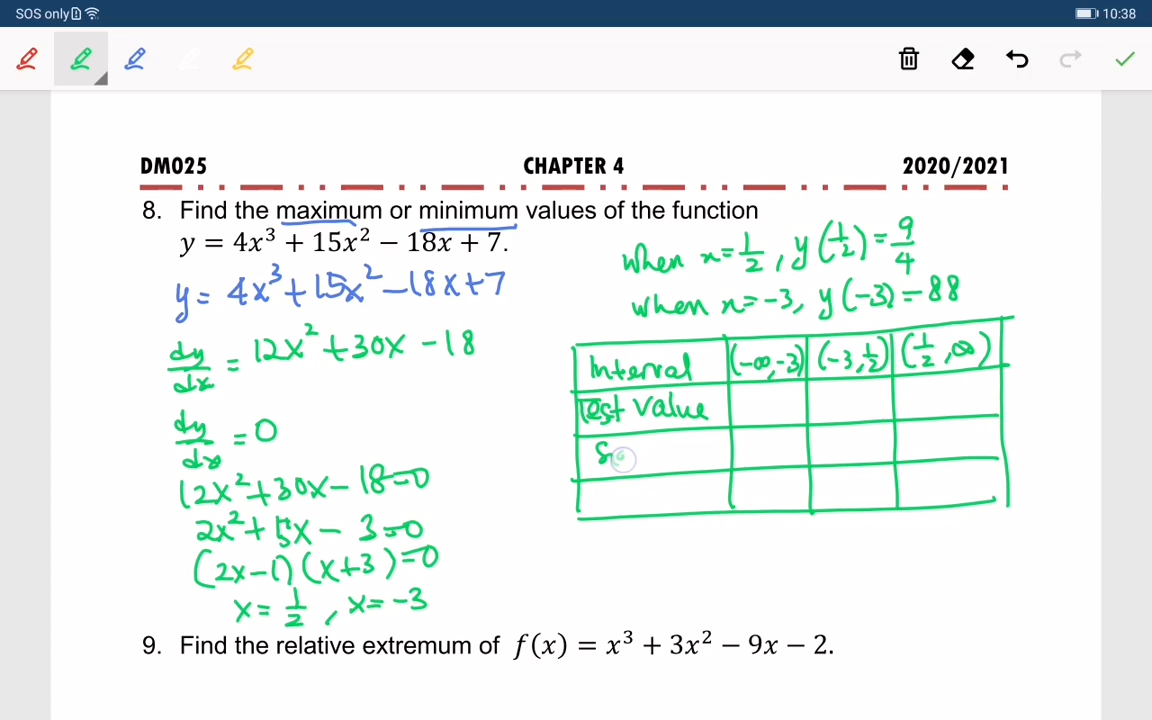 SOS only 10:38
DM025 CHAPTER 4 2020/2021
8. Find the maximum or minimum values of the function
y = 4x³ + 15x² − 18x + 7.
y = 4x³ + 15x² − 18x + 7
dy/dx = 12x² + 30x − 18
dy/dx = 0
12x² + 30x − 18 = 0
2x² + 5x − 3 = 0
(2x − 1)(x + 3) = 0
x = 1/2, x = −3
when x = 1/2, y(1/2) = 9/4
when x = −3, y(−3) = 88
Interval (−∞, −3) (−3, 1/2) (1/2, ∞)
Test Value
9. Find the relative extremum of f(x) = x³ + 3x² − 9x − 2.